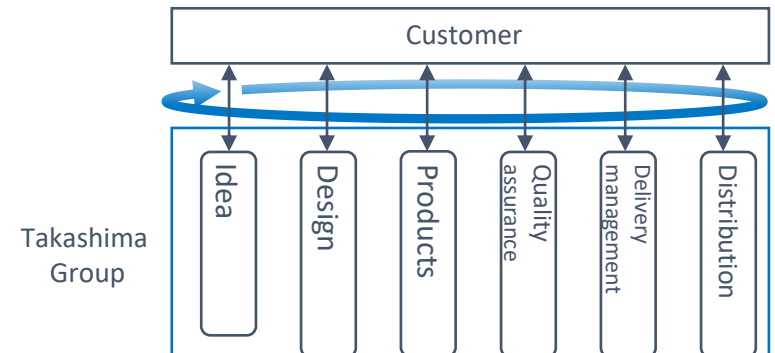 Customer
Takashima
Group
Idea
Design
Products
Quality
assurance
Delivery
management
Distribution